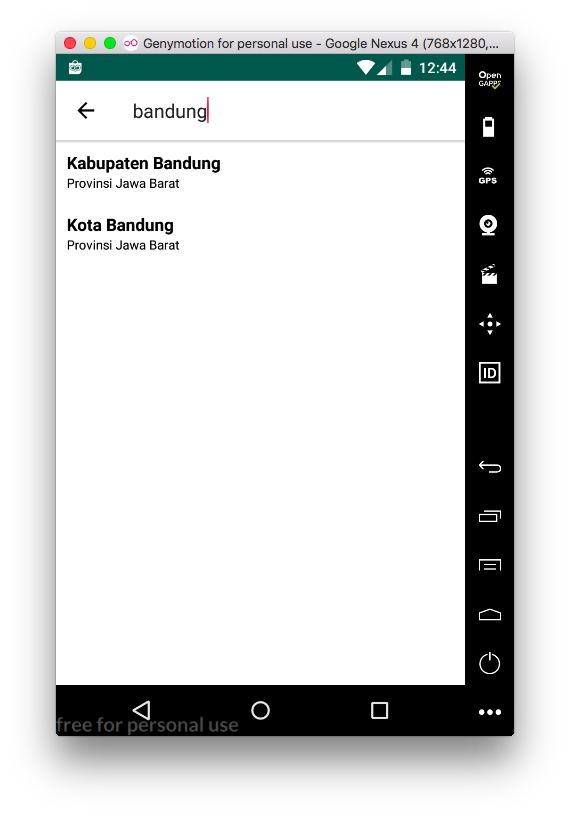 Genymotion for personal use - Google Nexus 4 (768x1280,...
12:44
Open
GAPPS
bandung
Kabupaten Bandung
Provinsi Jawa Barat
GPS
Kota Bandung
Provinsi Jawa Barat
ID
free for personal use